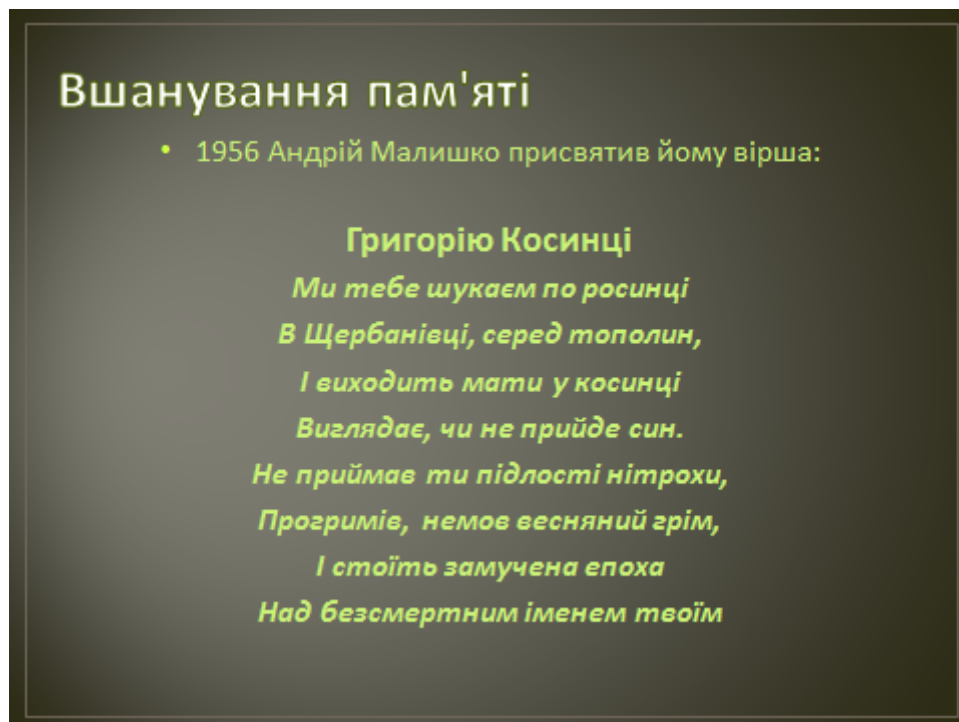 Вшанування пам'яті
• 1956 Андрій Малишко присвятив йому вірша:
Григорію Косинці
Ми тебе шукаєм по росинці
В Щербанівці, серед тополин,
І виходить мати у косинці
Виглядає, чи не прийде син.
Не приймав ти підлості нітрохи,
Прогримів, немов весняний грім,
І стоїть замучена епоха
Над безсмертним іменем твоїм